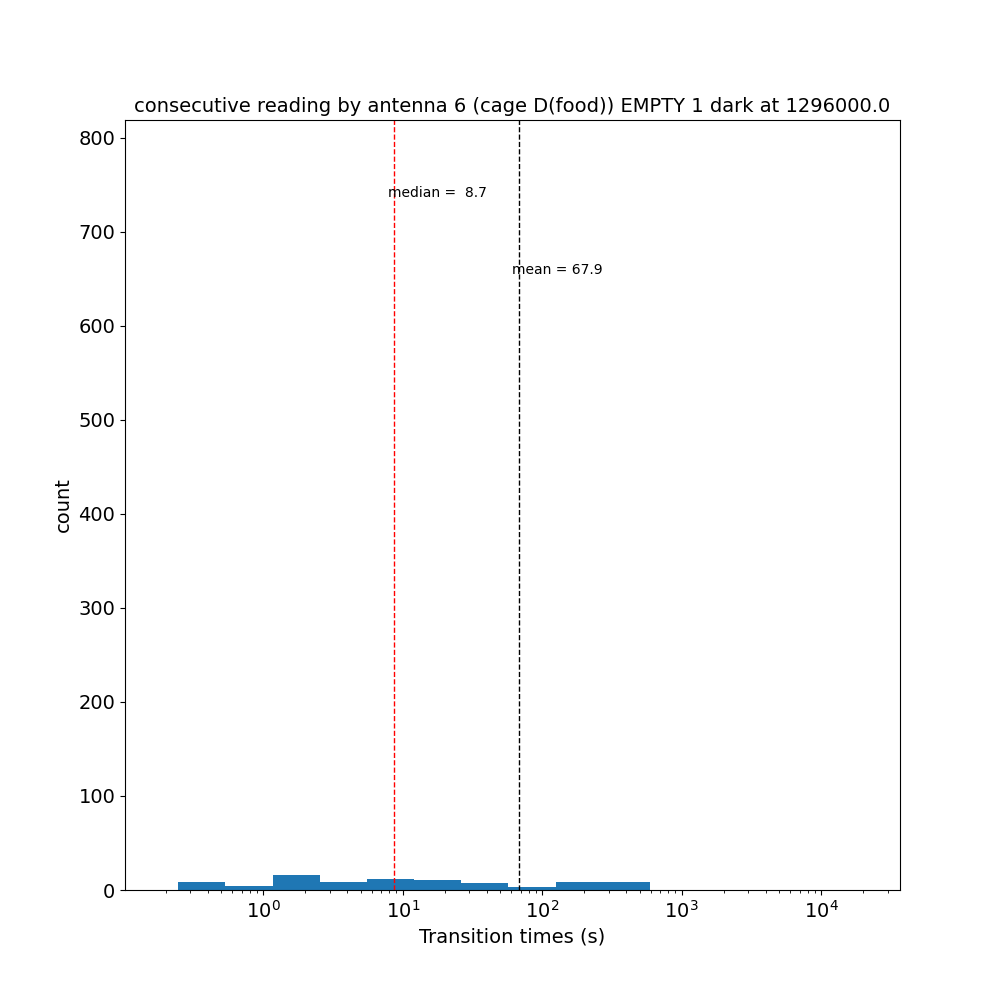 consecutive reading by antenna 6 (cage D(food)) EMPTY 1 dark at 1296000.0
800
700
600
500
400
300
200
100
0
count
median =  8.7
mean = 67.9
10^0
10^1
10^2
10^3
10^4
Transition times (s)